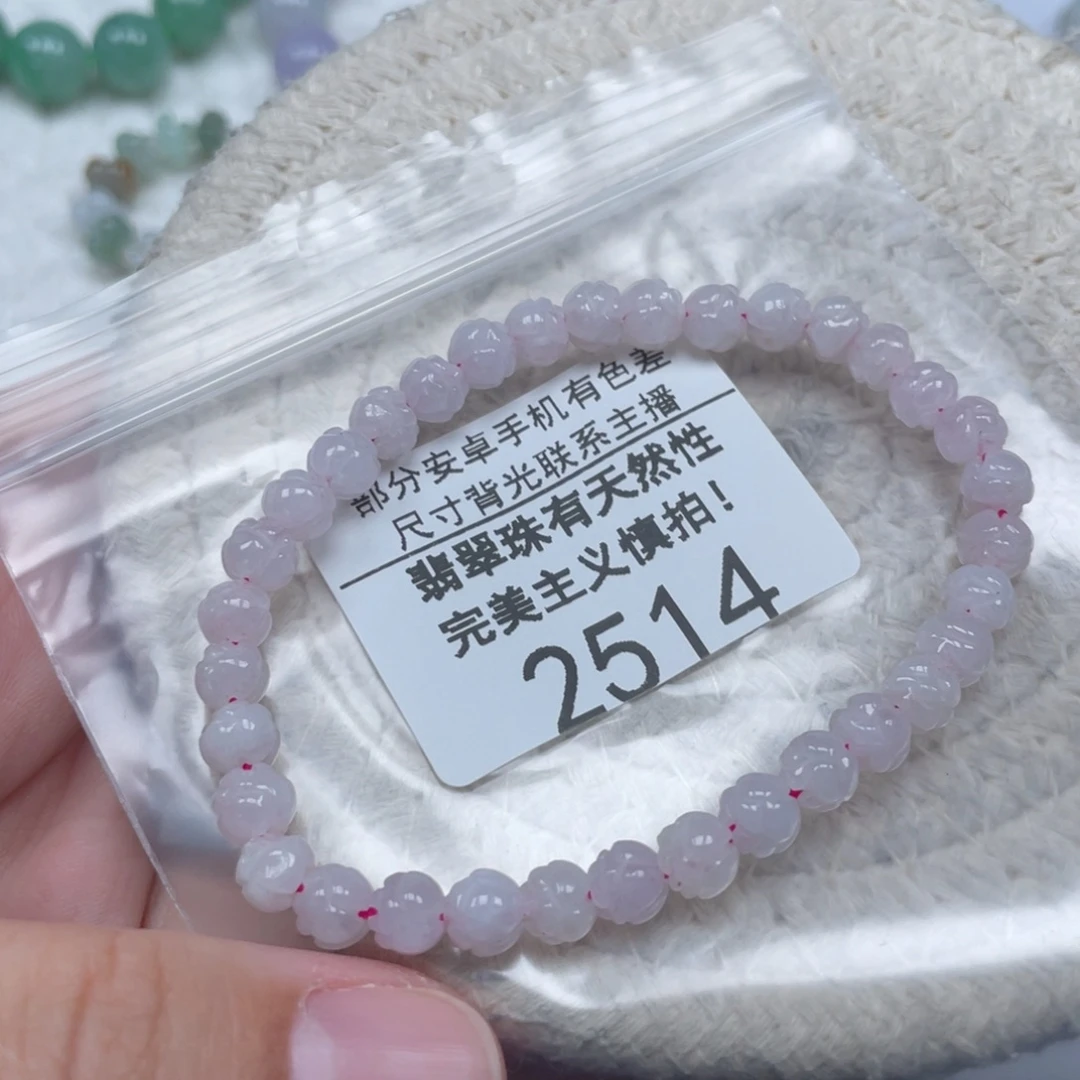 部分安卓手机有色差
尺寸背光联系主播
翡翠珠有天然性
完美主义慎拍！
2514